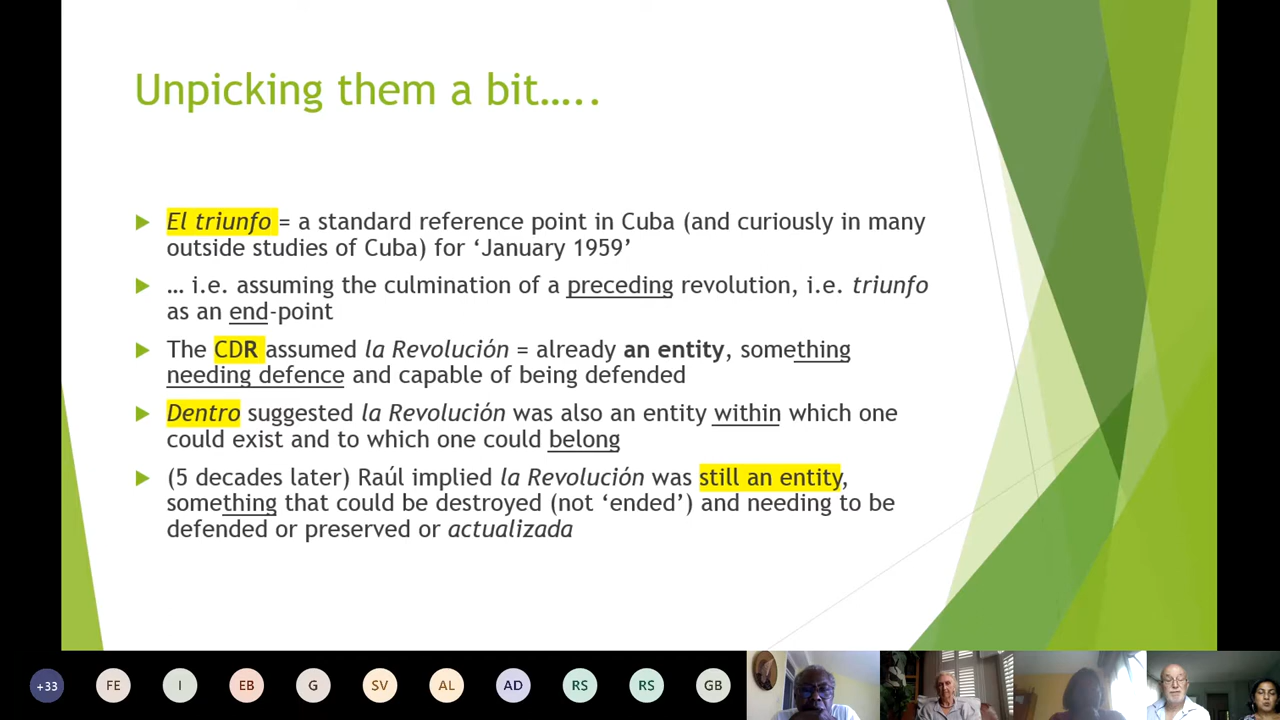 Unpicking them a bit…..
El triunfo = a standard reference point in Cuba (and curiously in many
outside studies of Cuba) for ‘January 1959’
… i.e. assuming the culmination of a preceding revolution, i.e. triunfo
as an end-point
The CDR assumed la Revolución = already an entity, something
needing defence and capable of being defended
Dentro suggested la Revolución was also an entity within which one
could exist and to which one could belong
(5 decades later) Raúl implied la Revolución was still an entity,
something that could be destroyed (not ‘ended’) and needing to be
defended or preserved or actualizada
+33 FE I EB G SV AL AD RS RS GB